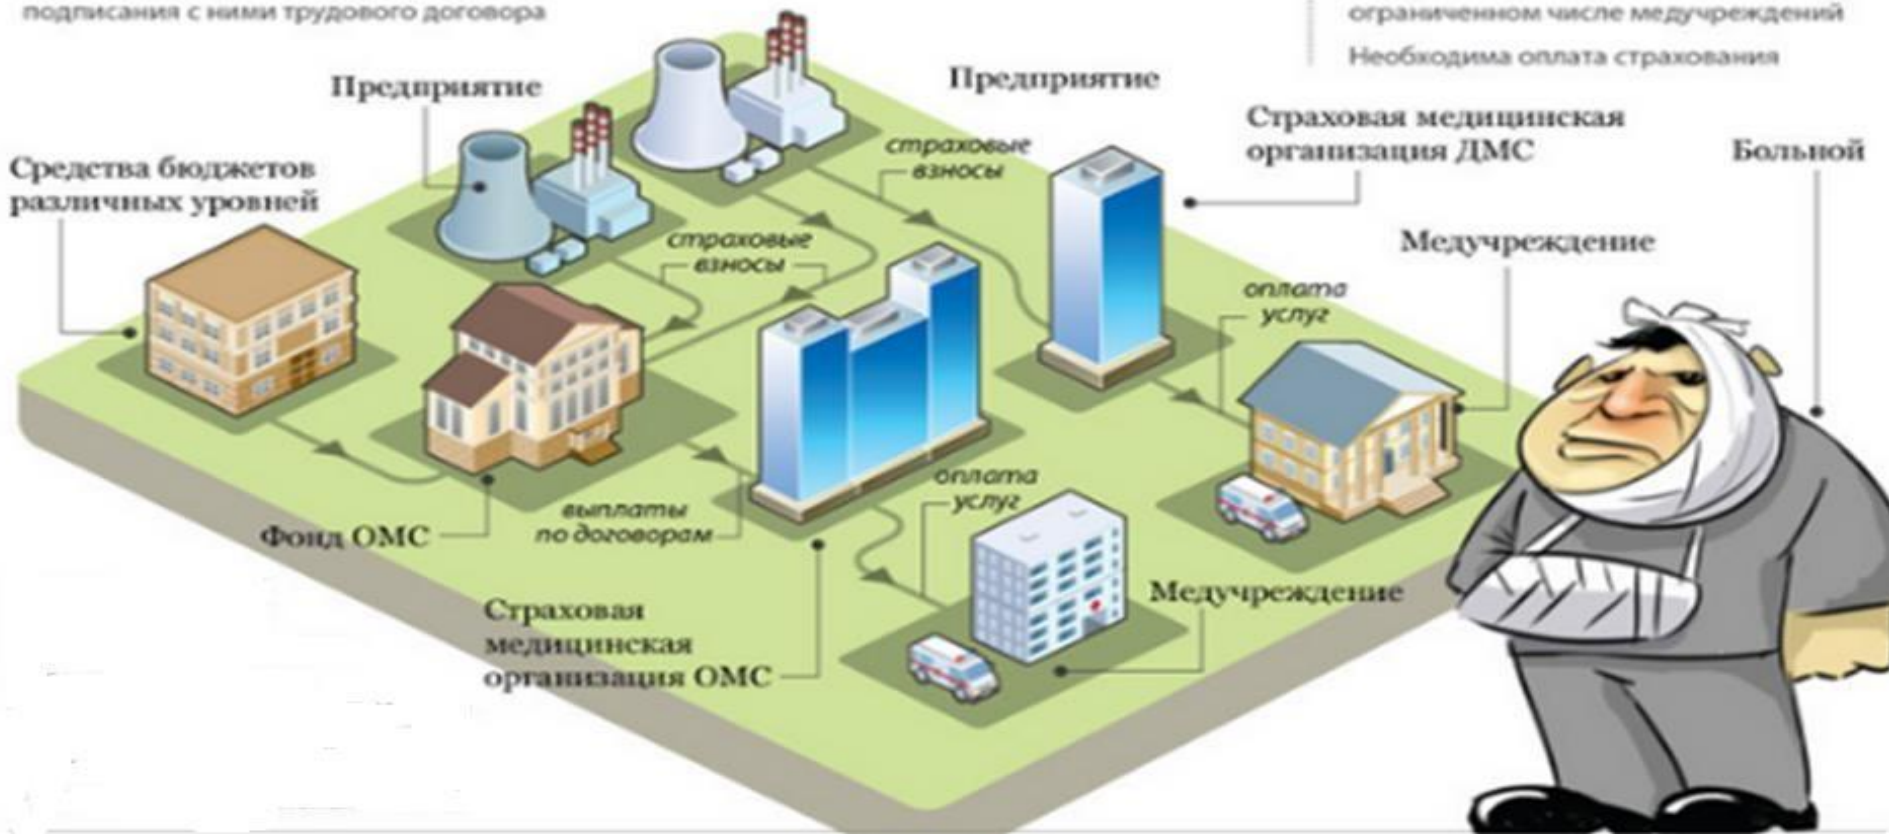 подписания с ними трудового договора
ограниченном числе медучреждений
Необходима оплата страхования
Предприятие
Предприятие
Страховая медицинская
организация ДМС
Больной
Средства бюджетов
различных уровней
страховые
взносы
страховые
взносы
Медучреждение
оплата
услуг
оплата
услуг
выплаты
по договорам
Фонд ОМС
Медучреждение
Страховая
медицинская
организация ОМС